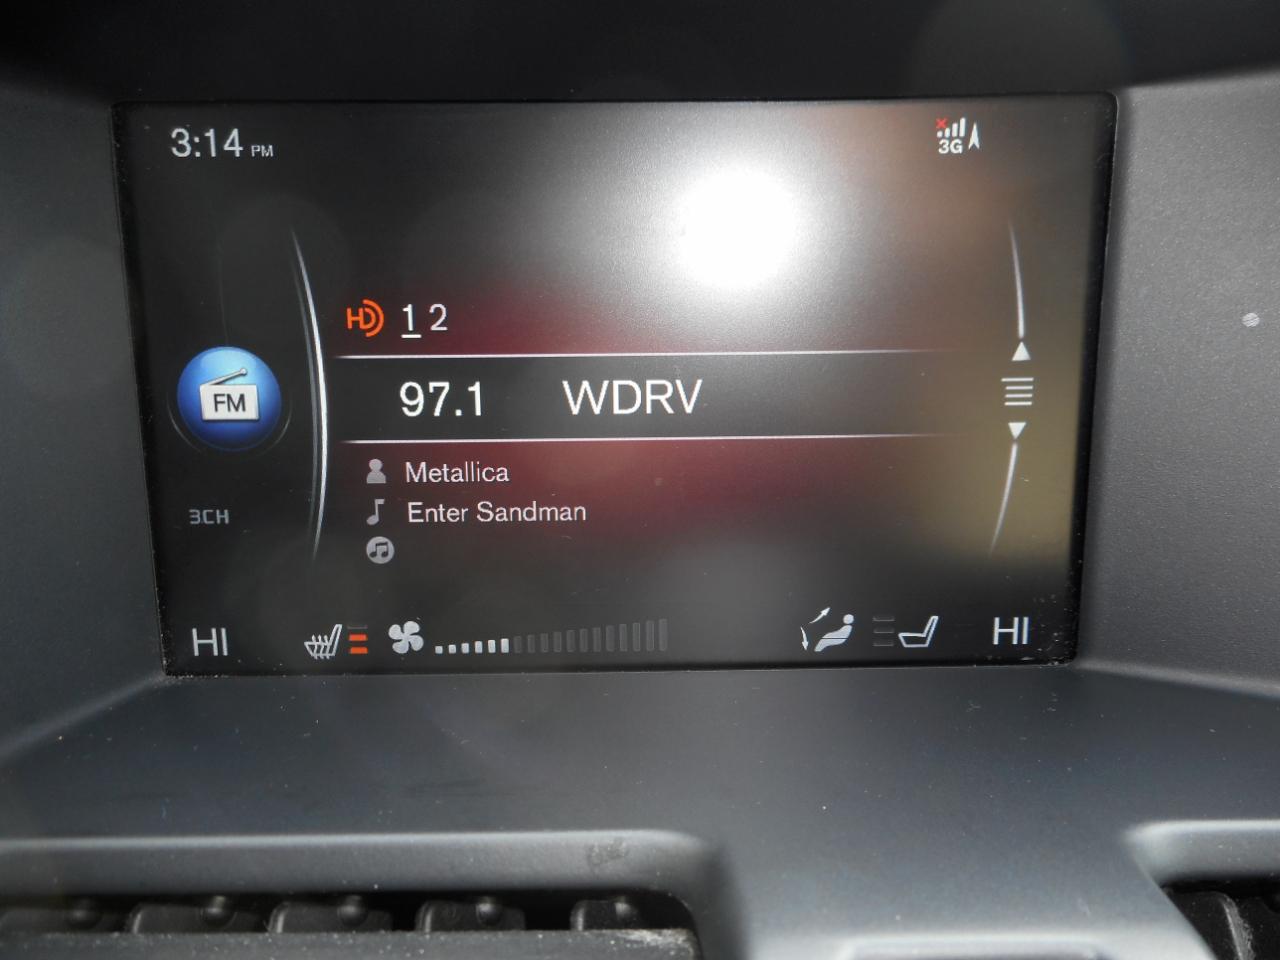 3:14 PM
3G
HD 1 2
97.1 WDRV
FM
Metallica
Enter Sandman
3CH
HI
HI